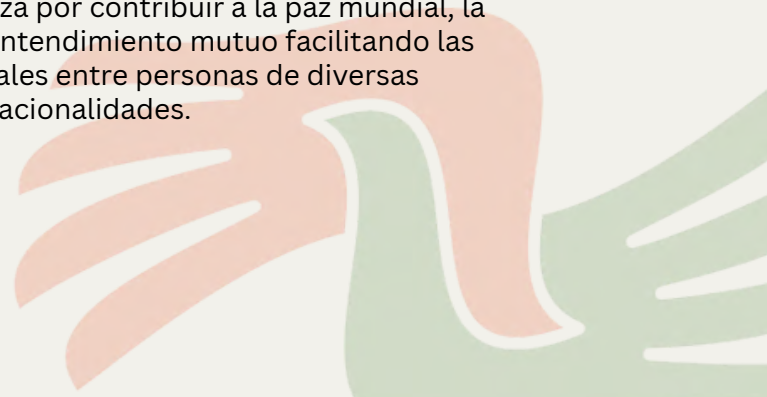 za por contribuir a la paz mundial, la
ntendimiento mutuo facilitando las
ales entre personas de diversas
acionalidades.